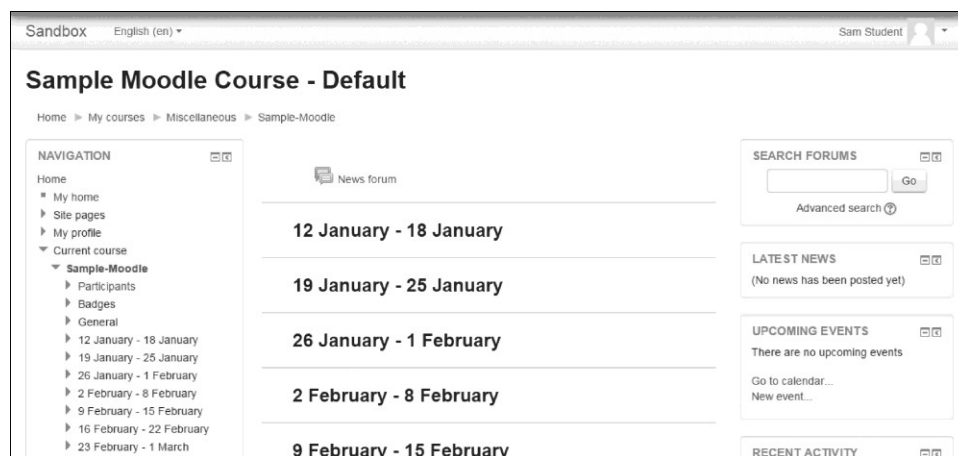 Sandbox English (en)
Sam Student
Sample Moodle Course - Default
Home My courses Miscellaneous Sample-Moodle
NAVIGATION
Home
My home
Site pages
My profile
Current course
Sample-Moodle
Participants
Badges
General
12 January - 18 January
19 January - 25 January
26 January - 1 February
2 February - 8 February
9 February - 15 February
16 February - 22 February
23 February - 1 March
News forum
12 January - 18 January
19 January - 25 January
26 January - 1 February
2 February - 8 February
9 February - 15 February
SEARCH FORUMS
Go
Advanced search
LATEST NEWS
(No news has been posted yet)
UPCOMING EVENTS
There are no upcoming events
Go to calendar...
New event...
RECENT ACTIVITY